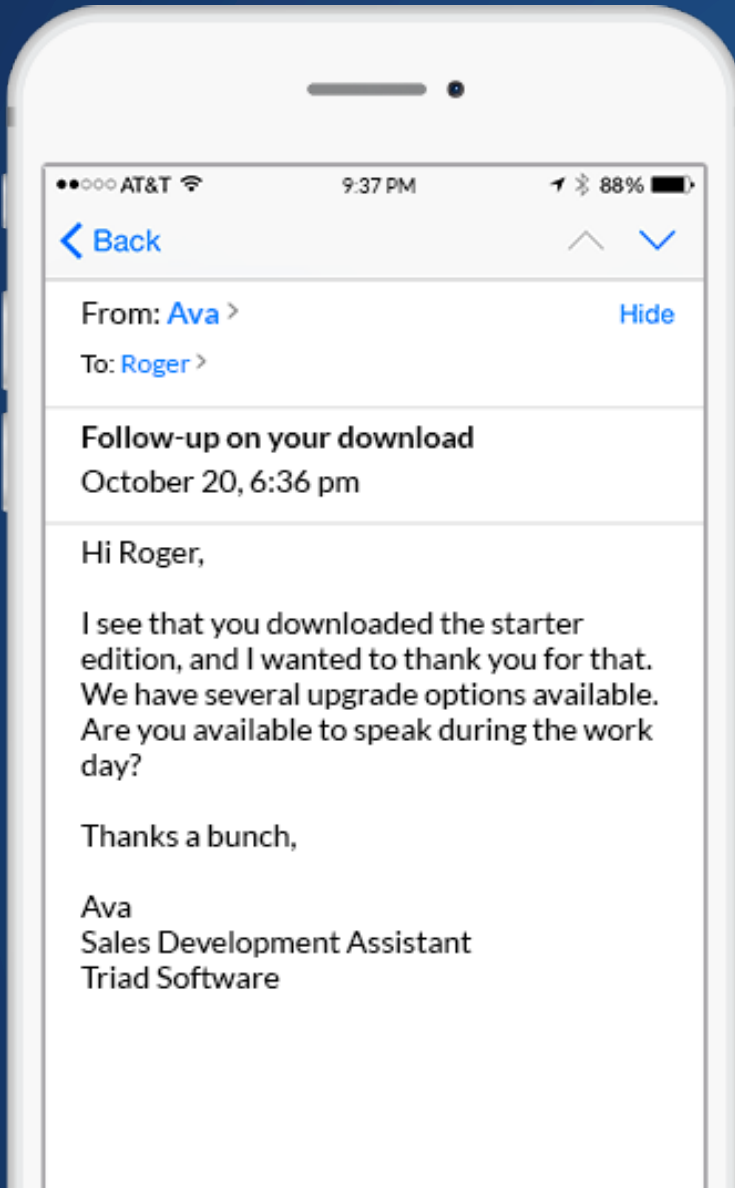 AT&T 9:37 PM 88%
Back
From: Ava Hide
To: Roger
Follow-up on your download
October 20, 6:36 pm
Hi Roger,
I see that you downloaded the starter
edition, and I wanted to thank you for that.
We have several upgrade options available.
Are you available to speak during the work
day?
Thanks a bunch,
Ava
Sales Development Assistant
Triad Software